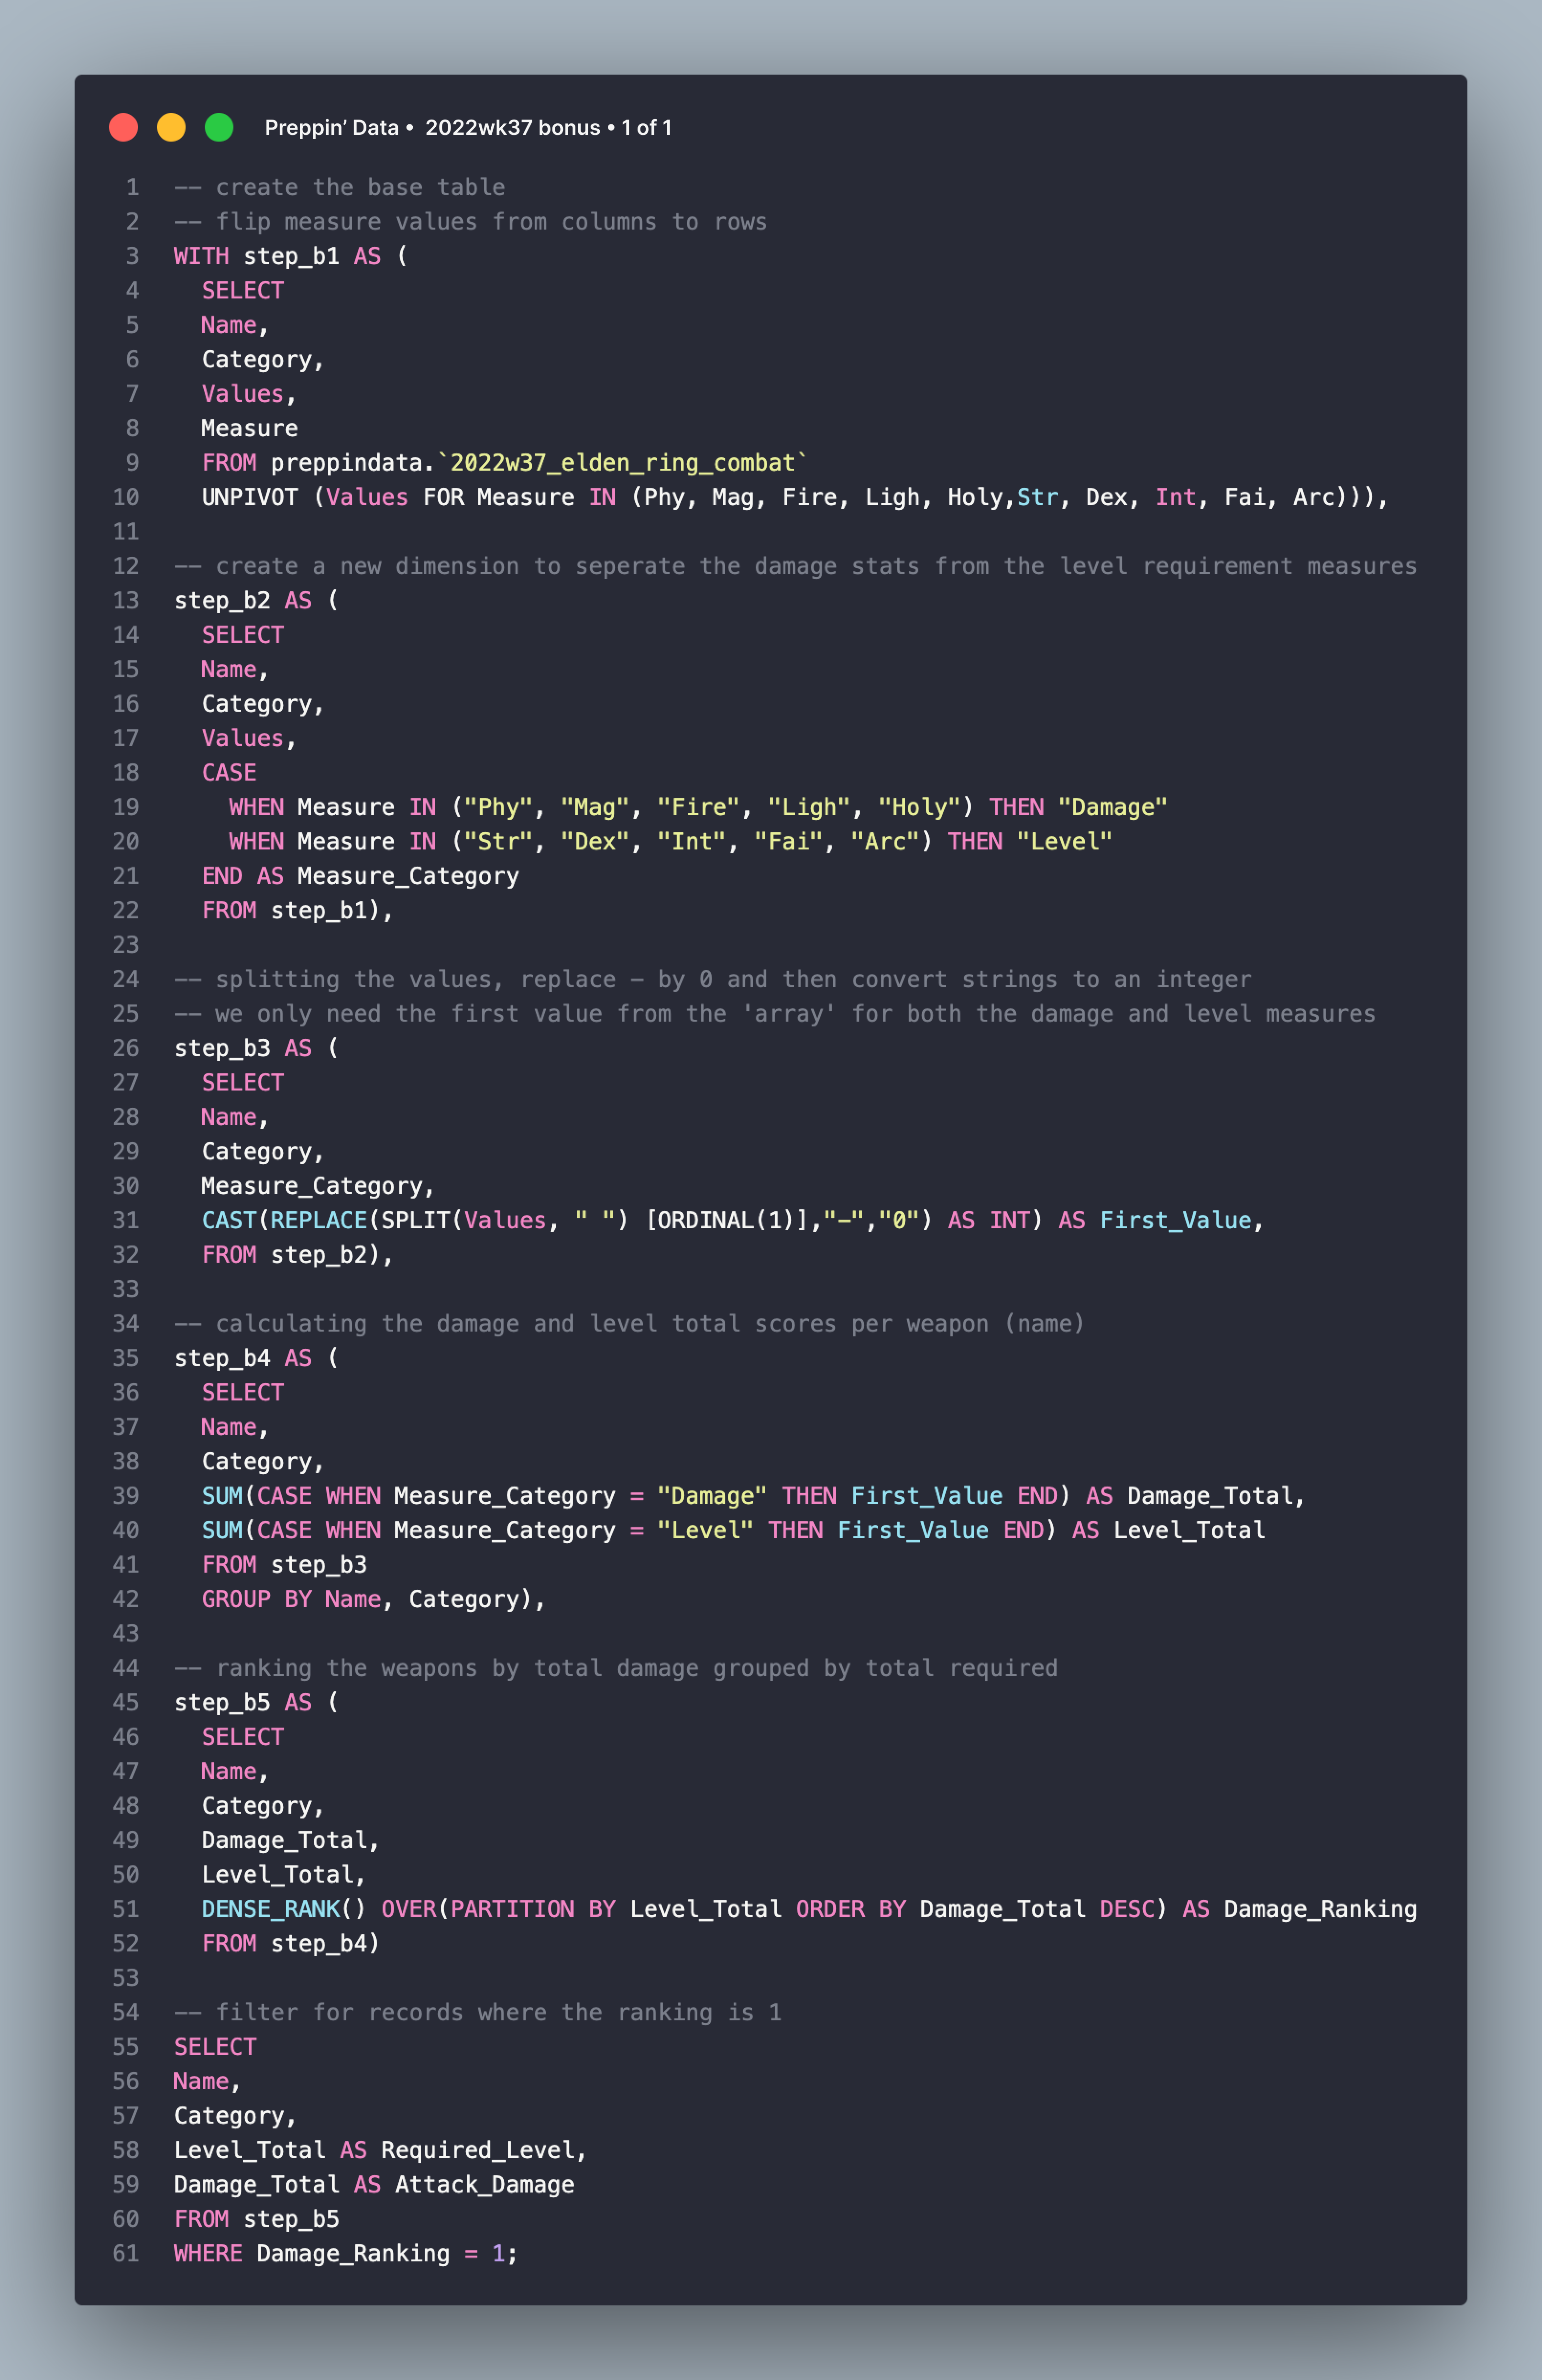 Preppin’ Data • 2022wk37 bonus • 1 of 1
1 -- create the base table
2 -- flip measure values from columns to rows
3 WITH step_b1 AS (
4   SELECT
5   Name,
6   Category,
7   Values,
8   Measure
9   FROM preppindata.`2022w37_elden_ring_combat`
10   UNPIVOT (Values FOR Measure IN (Phy, Mag, Fire, Ligh, Holy,Str, Dex, Int, Fai, Arc))),
11
12 -- create a new dimension to seperate the damage stats from the level requirement measures
13 step_b2 AS (
14   SELECT
15   Name,
16   Category,
17   Values,
18   CASE
19     WHEN Measure IN ("Phy", "Mag", "Fire", "Ligh", "Holy") THEN "Damage"
20     WHEN Measure IN ("Str", "Dex", "Int", "Fai", "Arc") THEN "Level"
21   END AS Measure_Category
22   FROM step_b1),
23
24 -- splitting the values, replace - by 0 and then convert strings to an integer
25 -- we only need the first value from the 'array' for both the damage and level measures
26 step_b3 AS (
27   SELECT
28   Name,
29   Category,
30   Measure_Category,
31   CAST(REPLACE(SPLIT(Values, " ") [ORDINAL(1)],"-","0") AS INT) AS First_Value,
32   FROM step_b2),
33
34 -- calculating the damage and level total scores per weapon (name)
35 step_b4 AS (
36   SELECT
37   Name,
38   Category,
39   SUM(CASE WHEN Measure_Category = "Damage" THEN First_Value END) AS Damage_Total,
40   SUM(CASE WHEN Measure_Category = "Level" THEN First_Value END) AS Level_Total
41   FROM step_b3
42   GROUP BY Name, Category),
43
44 -- ranking the weapons by total damage grouped by total required
45 step_b5 AS (
46   SELECT
47   Name,
48   Category,
49   Damage_Total,
50   Level_Total,
51   DENSE_RANK() OVER(PARTITION BY Level_Total ORDER BY Damage_Total DESC) AS Damage_Ranking
52   FROM step_b4)
53
54 -- filter for records where the ranking is 1
55 SELECT
56 Name,
57 Category,
58 Level_Total AS Required_Level,
59 Damage_Total AS Attack_Damage
60 FROM step_b5
61 WHERE Damage_Ranking = 1;